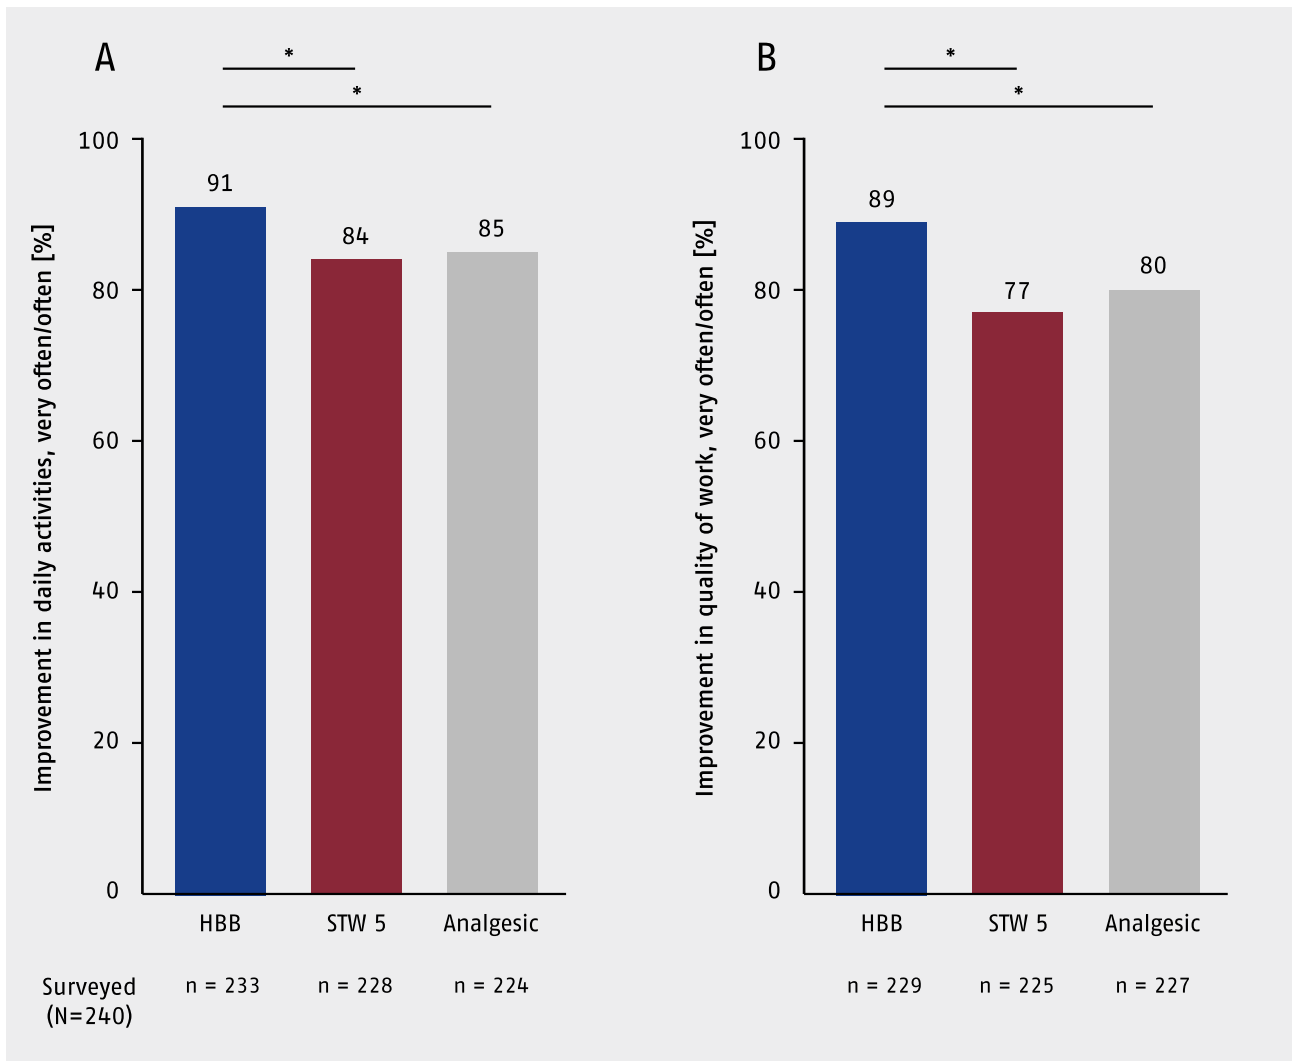 A
*
*
Improvement in daily activities, very often/often [%]
100
80
60
40
20
0
91
84
85
HBB
STW 5
Analgesic
Surveyed
(N=240)
n = 233
n = 228
n = 224
B
*
*
Improvement in quality of work, very often/often [%]
100
80
60
40
20
0
89
77
80
HBB
STW 5
Analgesic
n = 229
n = 225
n = 227